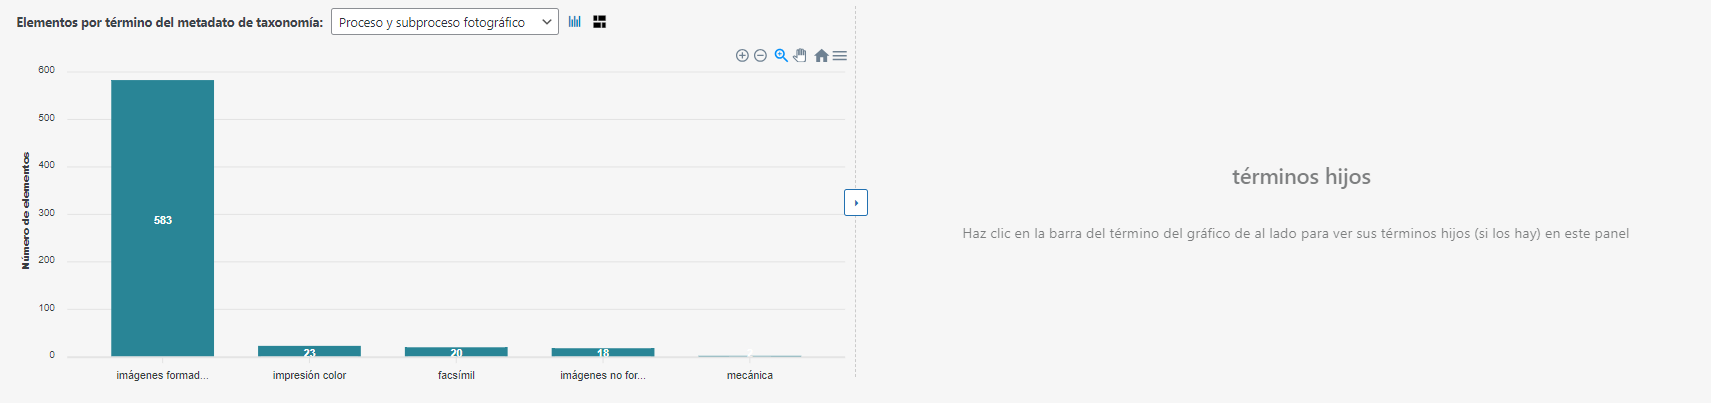 Elementos por término del metadato de taxonomía: Proceso y subproceso fotográfico
600
500
400
300
200
100
0
Número de elementos
583
23
20
18
imágenes formad...
impresión color
facsímil
imágenes no for...
mecánica
términos hijos
Haz clic en la barra del término del gráfico de al lado para ver sus términos hijos (si los hay) en este panel